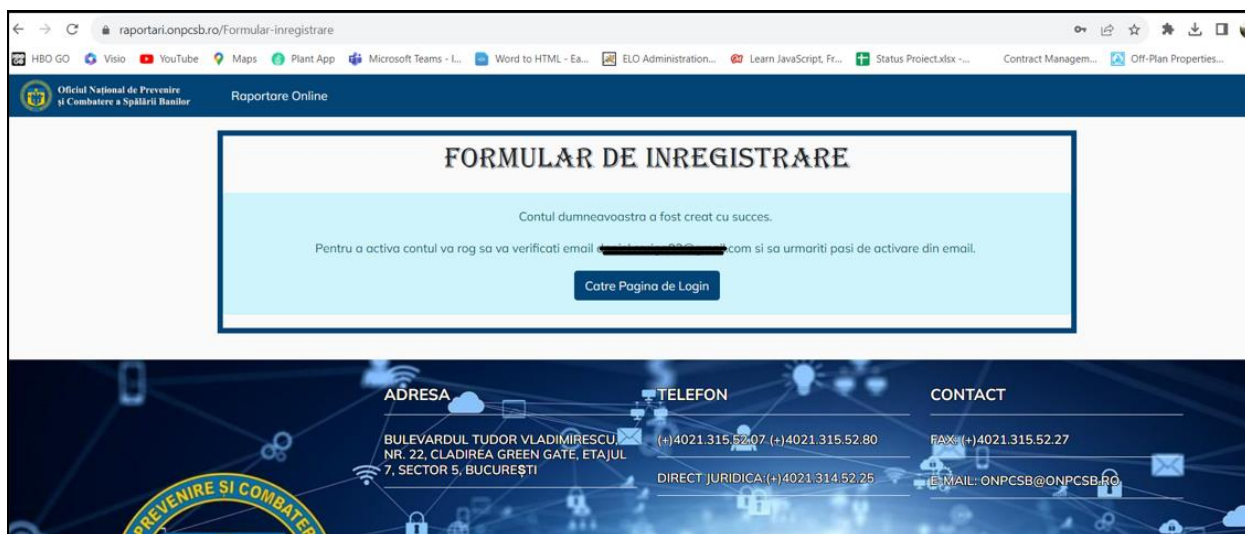 raportari.onpcsb.ro/Formular-inregistrare
HBO GO Visio YouTube Maps Plant App Microsoft Teams - I... Word to HTML - Ea... ELO Administration... Learn JavaScript, Fr... Status Proiect.xlsx -... Contract Managem... Off-Plan Properties...
Oficiul Național de Prevenire
și Combatere a Spălării Banilor
Raportare Online
FORMULAR DE INREGISTRARE
Contul dumneavoastra a fost creat cu succes.
Pentru a activa contul va rog sa va verificati email com si sa urmariti pasi de activare din email.
Catre Pagina de Login
ADRESA
BULEVARDUL TUDOR VLADIMIRESCU,
NR. 22, CLADIREA GREEN GATE, ETAJUL
7, SECTOR 5, BUCUREȘTI
TELEFON
(+)4021.315.52.07 (+)4021.315.52.80
DIRECT JURIDICA:(+)4021.314.52.25
CONTACT
FAX: (+)4021.315.52.27
E-MAIL: ONPCSB@ONPCSB.RO
PREVENIRE ȘI COMBATERE